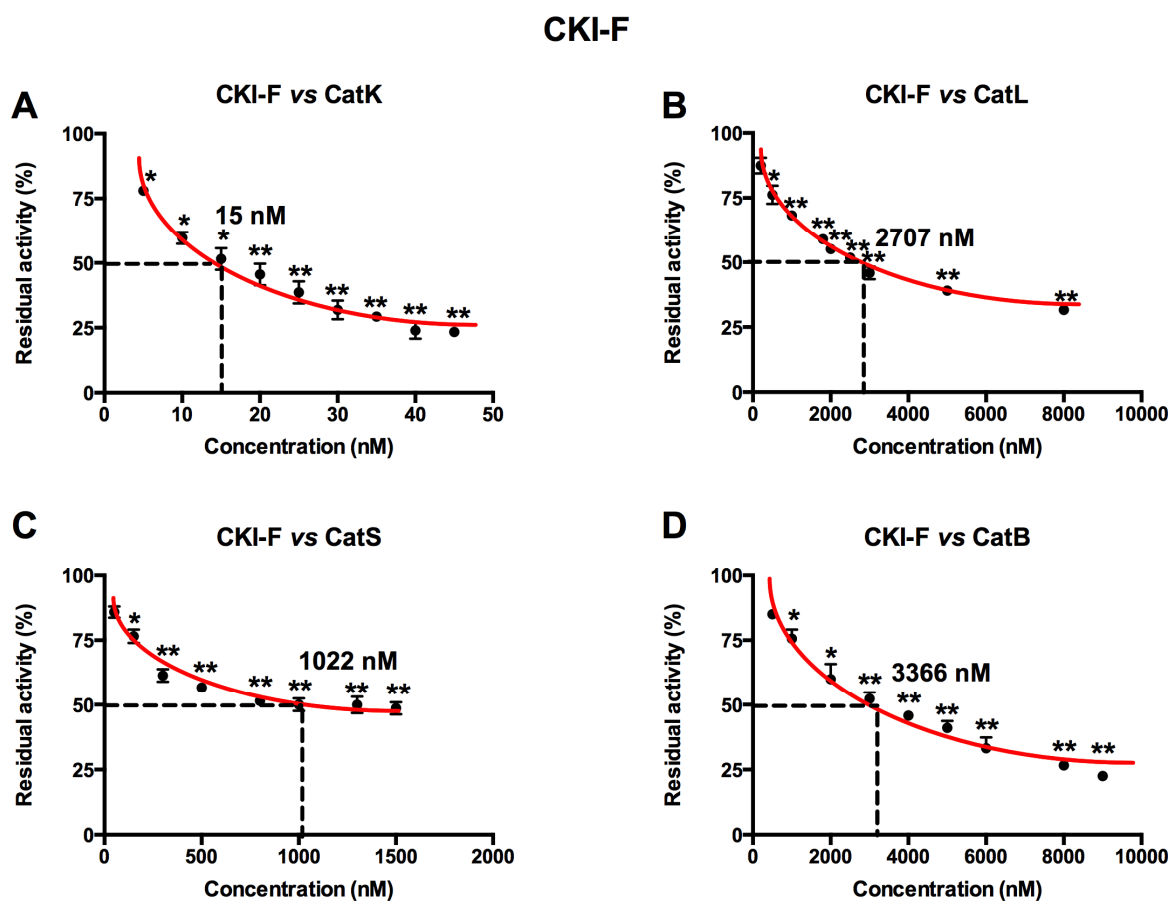 CKI-F
A
CKI-F vs CatK
Residual activity (%)
100
75
50
25
0
* * * ** ** ** ** ** **
15 nM
0 10 20 30 40 50
Concentration (nM)
B
CKI-F vs CatL
Residual activity (%)
100
75
50
25
0
* ** ** ** ** ** ** **
2707 nM
0 2000 4000 6000 8000 10000
Concentration (nM)
C
CKI-F vs CatS
Residual activity (%)
100
75
50
25
0
* ** ** ** ** ** **
1022 nM
0 500 1000 1500 2000
Concentration (nM)
D
CKI-F vs CatB
Residual activity (%)
100
75
50
25
0
* * ** ** ** ** ** **
3366 nM
0 2000 4000 6000 8000 10000
Concentration (nM)